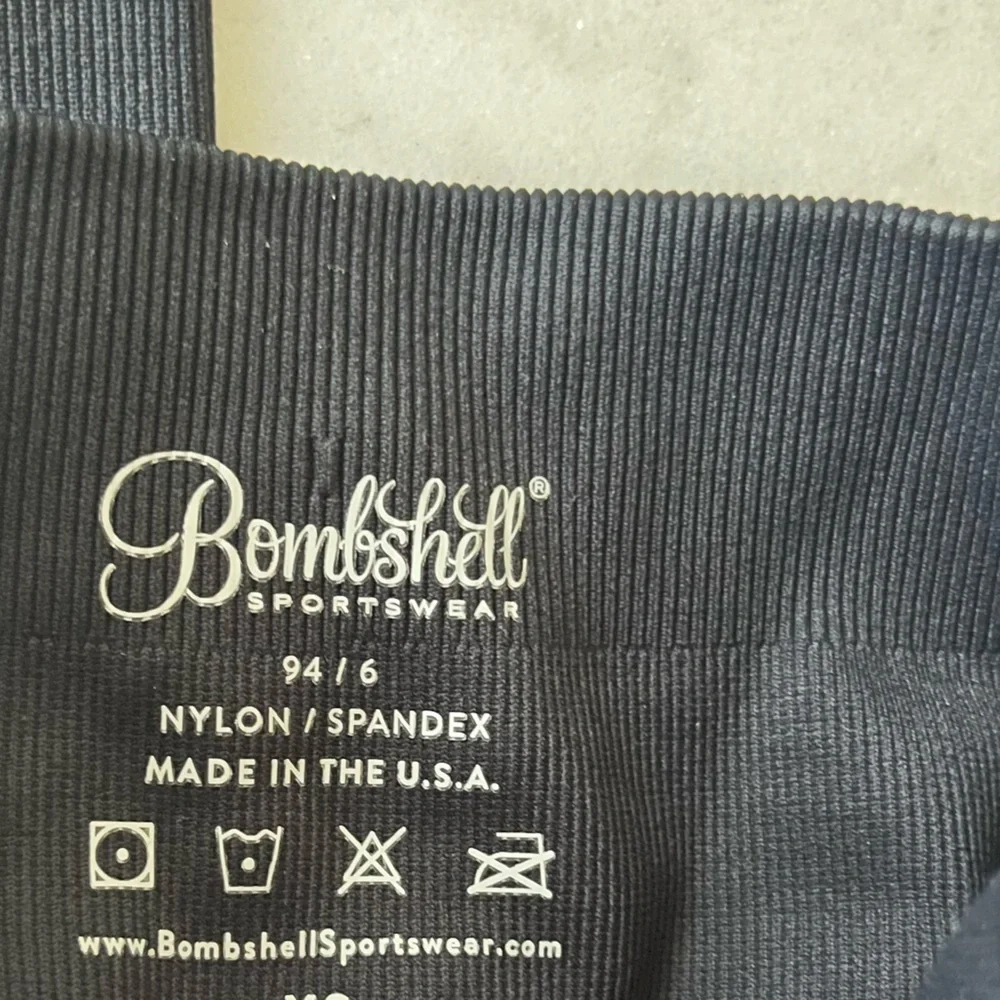 Bombshell®
SPORTSWEAR
94 / 6
NYLON / SPANDEX
MADE IN THE U.S.A.
www.BombshellSportswear.com